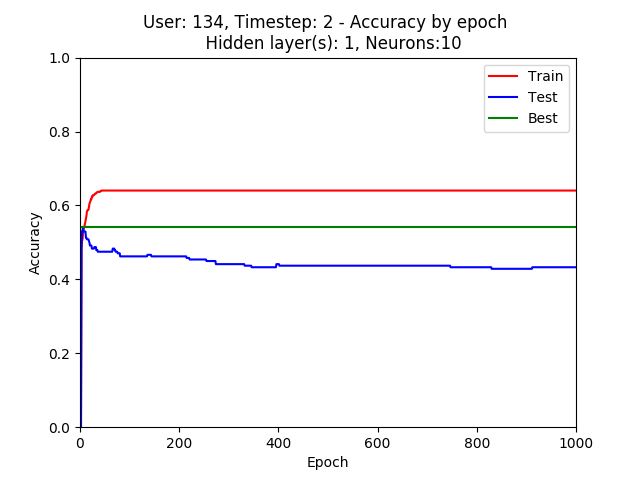 User: 134, Timestep: 2 - Accuracy by epoch
Hidden layer(s): 1, Neurons:10
1.0
0.8
0.6
0.4
0.2
0.0
Accuracy
Train
Test
Best
0
200
400
600
800
1000
Epoch